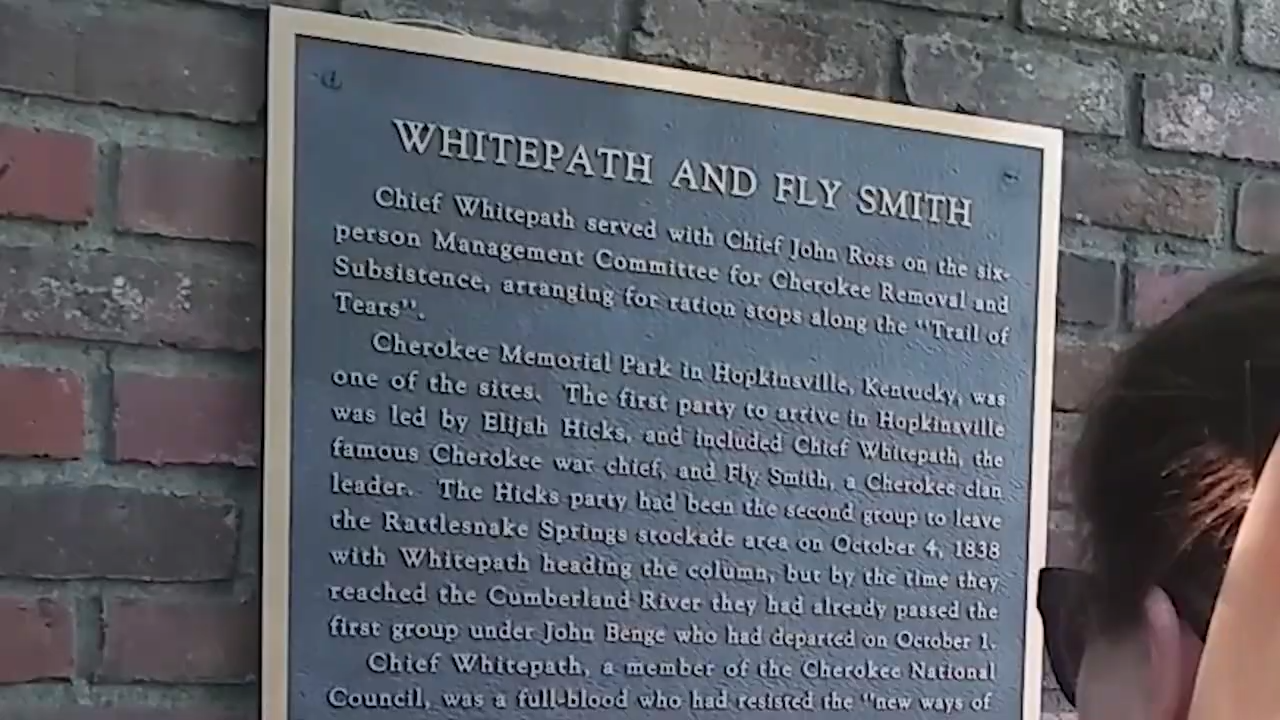 WHITEPATH AND FLY SMITH
Chief Whitepath served with Chief John Ross on the six-
person Management Committee for Cherokee Removal and
Subsistence, arranging for ration stops along the "Trail of
Tears".
Cherokee Memorial Park in Hopkinsville, Kentucky, was
one of the sites. The first party to arrive in Hopkinsville
was led by Elijah Hicks, and included Chief Whitepath, the
famous Cherokee war chief, and Fly Smith, a Cherokee clan
leader. The Hicks party had been the second group to leave
the Rattlesnake Springs stockade area on October 4, 1838
with Whitepath heading the column, but by the time they
reached the Cumberland River they had already passed the
first group under John Benge who had departed on October 1.
Chief Whitepath, a member of the Cherokee National
Council, was a full-blood who had resisted the "new ways of